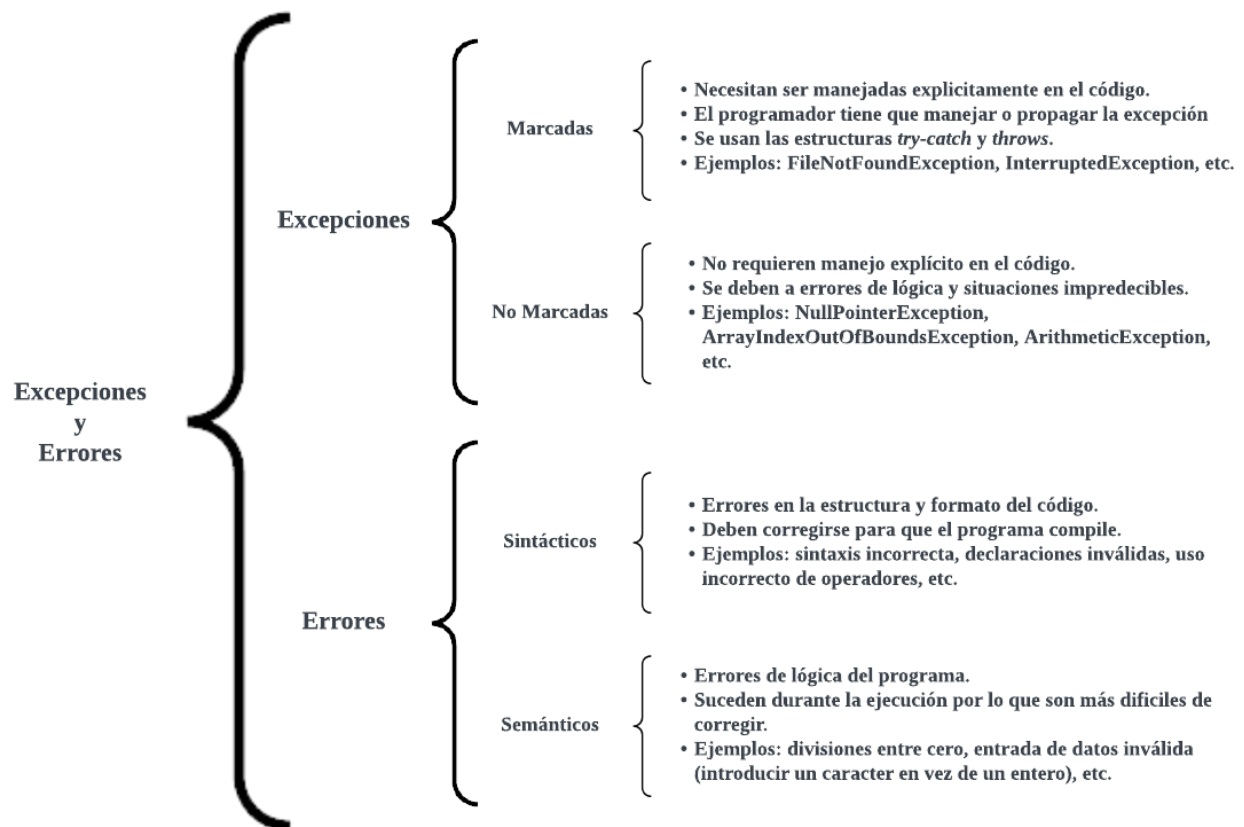 Excepciones
y
Errores
Excepciones
Marcadas
• Necesitan ser manejadas explicitamente en el código.
• El programador tiene que manejar o propagar la excepción
• Se usan las estructuras try-catch y throws.
• Ejemplos: FileNotFoundException, InterruptedException, etc.
No Marcadas
• No requieren manejo explícito en el código.
• Se deben a errores de lógica y situaciones impredecibles.
• Ejemplos: NullPointerException,
ArrayIndexOutOfBoundsException, ArithmeticException,
etc.
Errores
Sintácticos
• Errores en la estructura y formato del código.
• Deben corregirse para que el programa compile.
• Ejemplos: sintaxis incorrecta, declaraciones inválidas, uso
incorrecto de operadores, etc.
Semánticos
• Errores de lógica del programa.
• Suceden durante la ejecución por lo que son más dificiles de
corregir.
• Ejemplos: divisiones entre cero, entrada de datos inválida
(introducir un caracter en vez de un entero), etc.